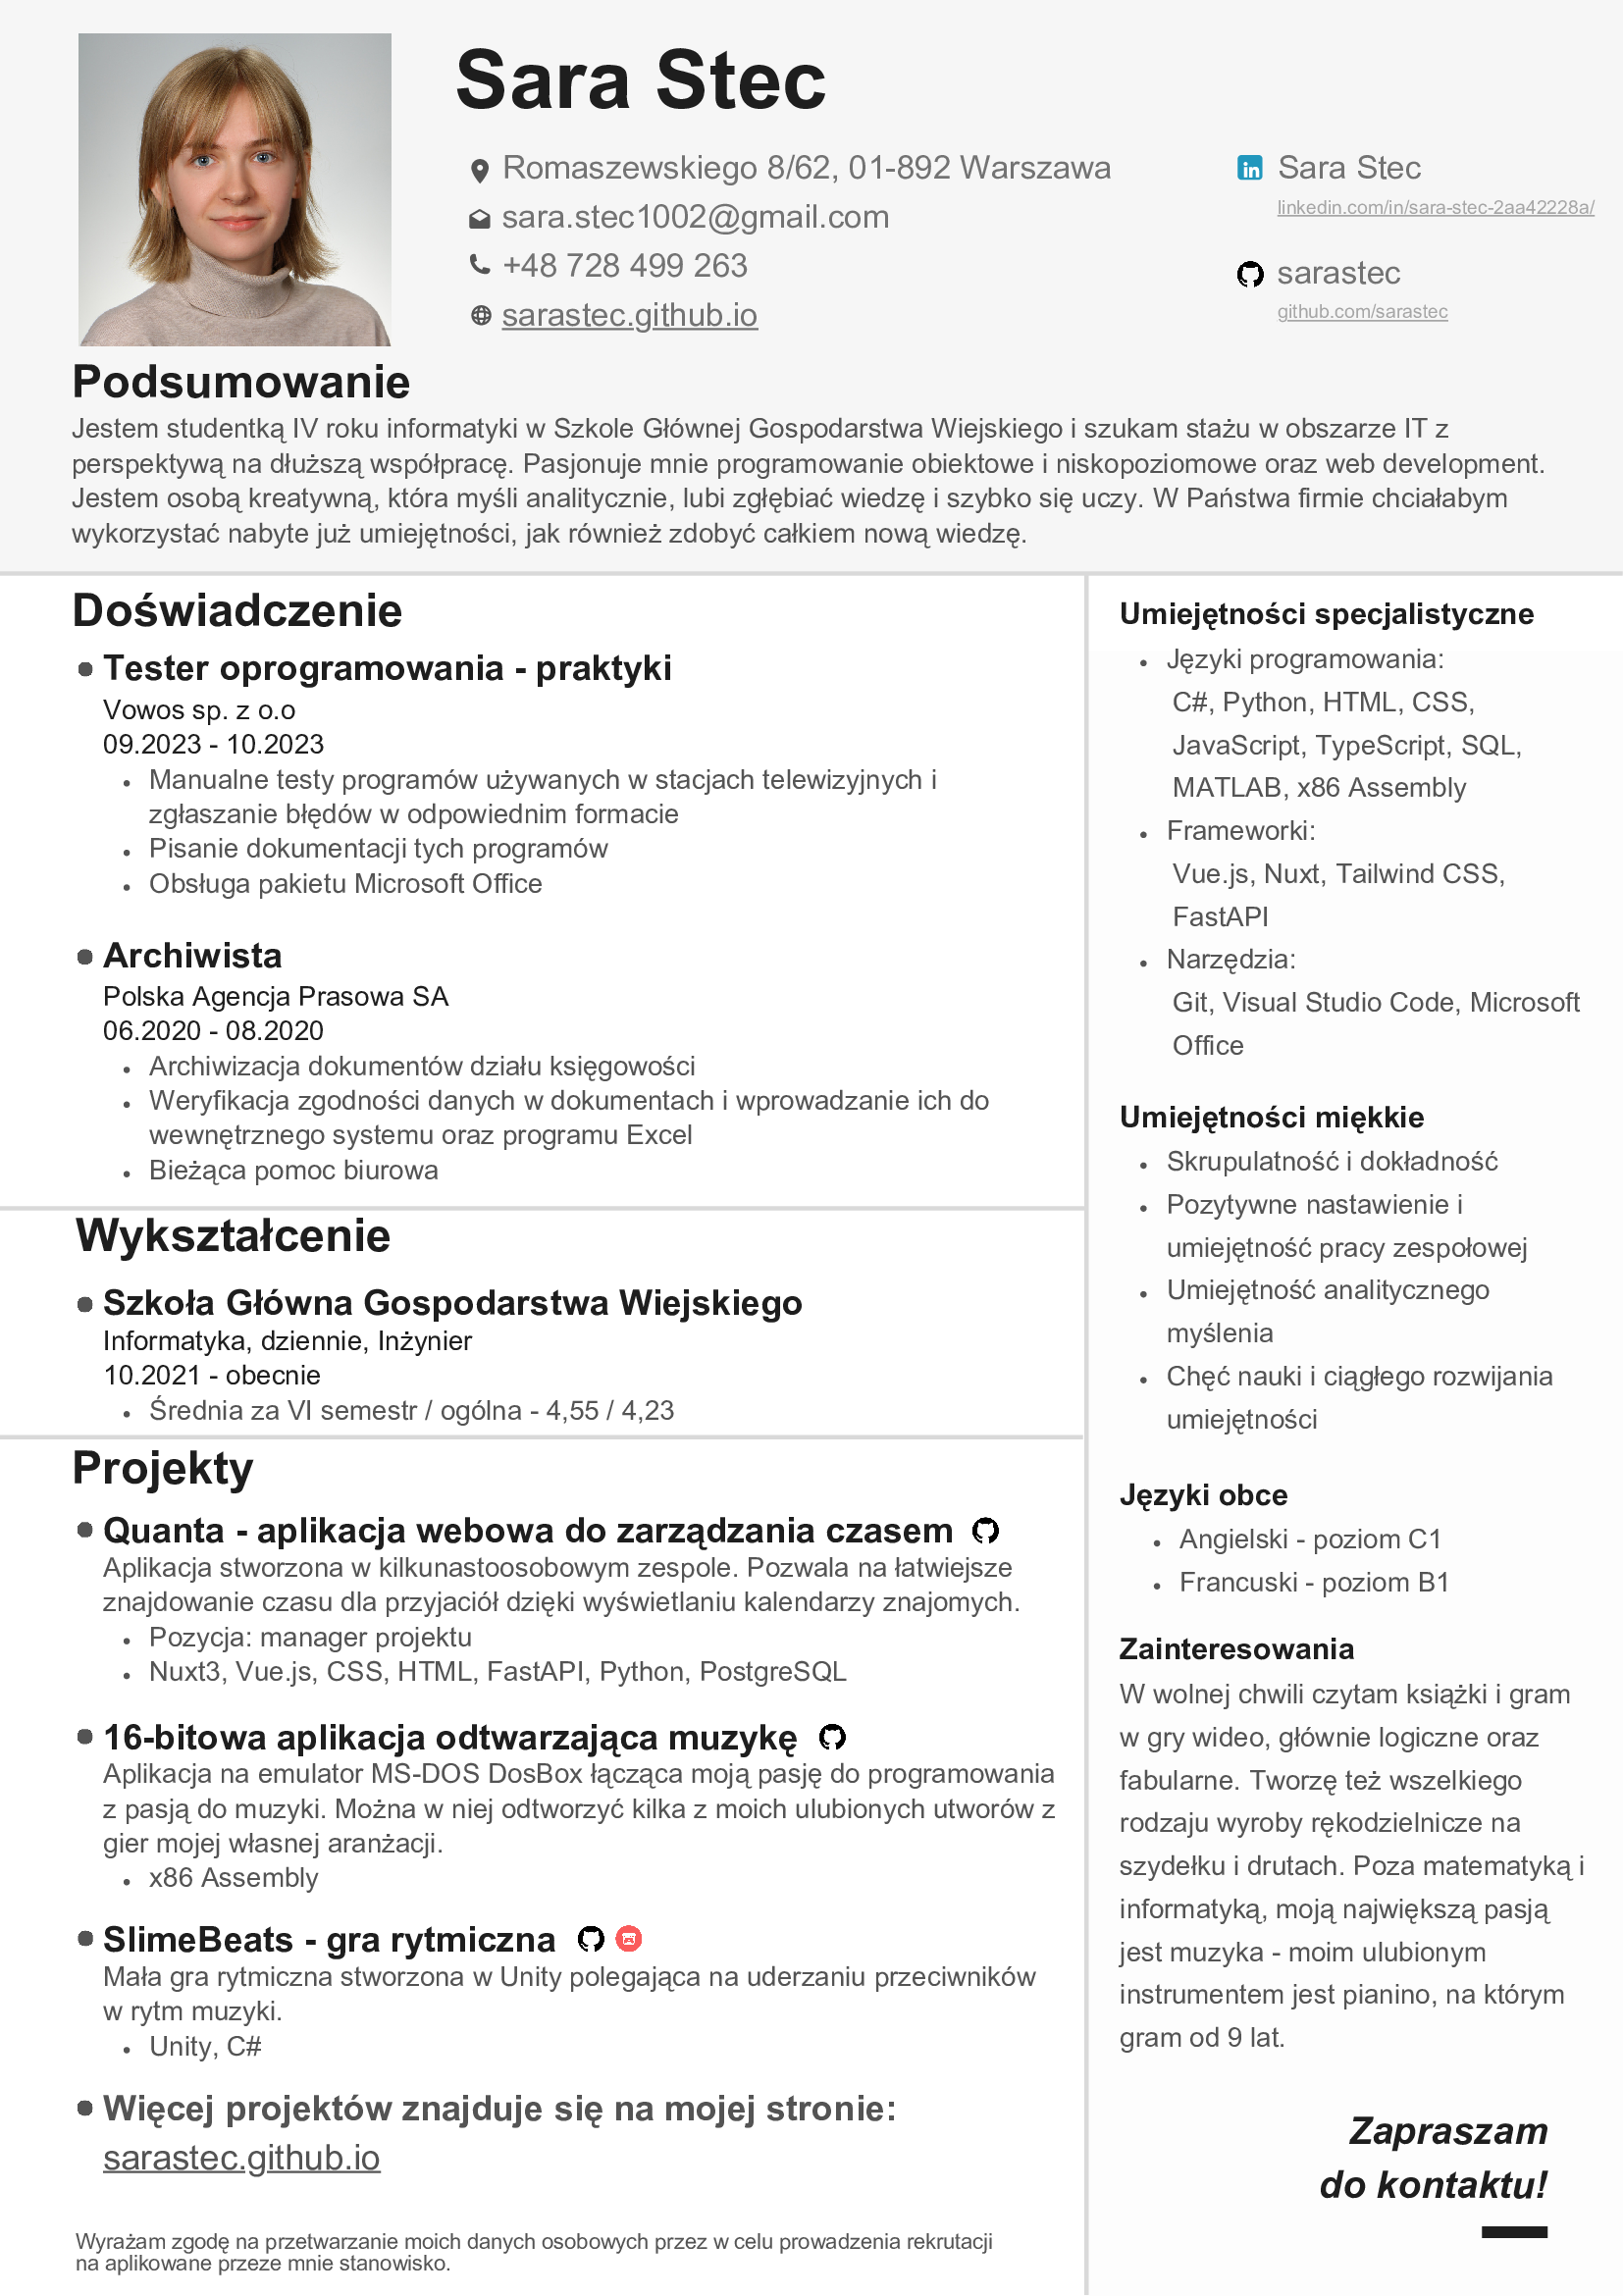 Sara Stec
Romaszewskiego 8/62, 01-892 Warszawa
sara.stec1002@gmail.com
+48 728 499 263
sarastec.github.io
Sara Stec
linkedin.com/in/sara-stec-2aa42228a/
sarastec
github.com/sarastec
Podsumowanie
Jestem studentką IV roku informatyki w Szkole Głównej Gospodarstwa Wiejskiego i szukam stażu w obszarze IT z
perspektywą na dłuższą współpracę. Pasjonuje mnie programowanie obiektowe i niskopoziomowe oraz web development.
Jestem osobą kreatywną, która myśli analitycznie, lubi zgłębiać wiedzę i szybko się uczy. W Państwa firmie chciałabym
wykorzystać nabyte już umiejętności, jak również zdobyć całkiem nową wiedzę.
Doświadczenie
Tester oprogramowania - praktyki
Vowos sp. z o.o
09.2023 - 10.2023
• Manualne testy programów używanych w stacjach telewizyjnych i
zgłaszanie błędów w odpowiednim formacie
• Pisanie dokumentacji tych programów
• Obsługa pakietu Microsoft Office
Archiwista
Polska Agencja Prasowa SA
06.2020 - 08.2020
• Archiwizacja dokumentów działu księgowości
• Weryfikacja zgodności danych w dokumentach i wprowadzanie ich do
wewnętrznego systemu oraz programu Excel
• Bieżąca pomoc biurowa
Wykształcenie
Szkoła Główna Gospodarstwa Wiejskiego
Informatyka, dziennie, Inżynier
10.2021 - obecnie
• Średnia za VI semestr / ogólna - 4,55 / 4,23
Projekty
Quanta - aplikacja webowa do zarządzania czasem
Aplikacja stworzona w kilkunastoosobowym zespole. Pozwala na łatwiejsze
znajdowanie czasu dla przyjaciół dzięki wyświetlaniu kalendarzy znajomych.
• Pozycja: manager projektu
• Nuxt3, Vue.js, CSS, HTML, FastAPI, Python, PostgreSQL
16-bitowa aplikacja odtwarzająca muzykę
Aplikacja na emulator MS-DOS DosBox łącząca moją pasję do programowania
z pasją do muzyki. Można w niej odtworzyć kilka z moich ulubionych utworów z
gier mojej własnej aranżacji.
• x86 Assembly
SlimeBeats - gra rytmiczna
Mała gra rytmiczna stworzona w Unity polegająca na uderzaniu przeciwników
w rytm muzyki.
• Unity, C#
Więcej projektów znajduje się na mojej stronie:
sarastec.github.io
Wyrażam zgodę na przetwarzanie moich danych osobowych przez w celu prowadzenia rekrutacji
na aplikowane przeze mnie stanowisko.
Umiejętności specjalistyczne
• Języki programowania:
C#, Python, HTML, CSS,
JavaScript, TypeScript, SQL,
MATLAB, x86 Assembly
• Frameworki:
Vue.js, Nuxt, Tailwind CSS,
FastAPI
• Narzędzia:
Git, Visual Studio Code, Microsoft
Office
Umiejętności miękkie
• Skrupulatność i dokładność
• Pozytywne nastawienie i
umiejętność pracy zespołowej
• Umiejętność analitycznego
myślenia
• Chęć nauki i ciągłego rozwijania
umiejętności
Języki obce
• Angielski - poziom C1
• Francuski - poziom B1
Zainteresowania
W wolnej chwili czytam książki i gram
w gry wideo, głównie logiczne oraz
fabularne. Tworzę też wszelkiego
rodzaju wyroby rękodzielnicze na
szydełku i drutach. Poza matematyką i
informatyką, moją największą pasją
jest muzyka - moim ulubionym
instrumentem jest pianino, na którym
gram od 9 lat.
Zapraszam
do kontaktu!